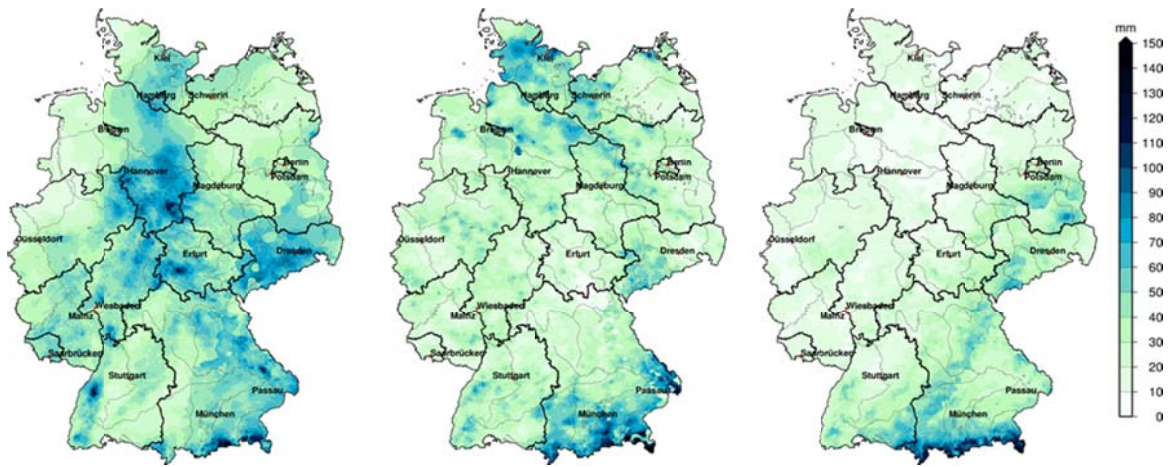 Kiel
Hamburg
Schwerin
Bremen
Berlin
Hannover
Potsdam
Magdeburg
Düsseldorf
Erfurt
Dresden
Wiesbaden
Mainz
Saarbrücken
Stuttgart
Passau
München
Kiel
Hamburg
Schwerin
Bremen
Berlin
Hannover
Potsdam
Magdeburg
Düsseldorf
Erfurt
Dresden
Wiesbaden
Mainz
Saarbrücken
Stuttgart
Passau
München
Kiel
Hamburg
Schwerin
Bremen
Berlin
Hannover
Potsdam
Magdeburg
Düsseldorf
Erfurt
Dresden
Wiesbaden
Mainz
Saarbrücken
Stuttgart
Passau
München
mm
150
140
130
120
110
100
90
80
70
60
50
40
30
20
10
0